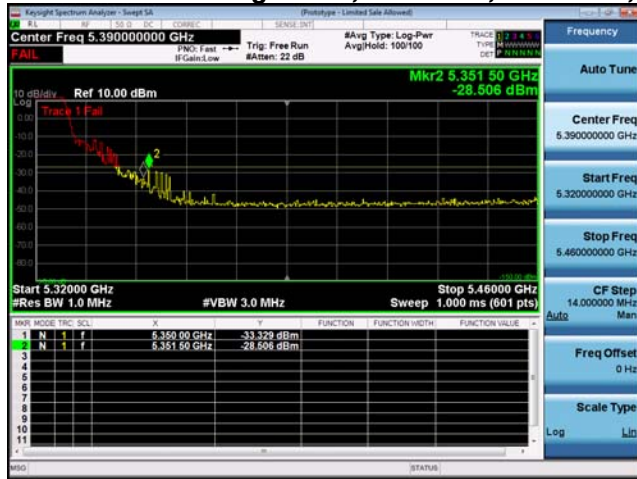 Keysight Spectrum Analyzer - Swept SA (Prototype - Limited Sale Allowed)
RL RF 50 Ω DC CORREC SENSE:INT
Center Freq 5.390000000 GHz
FAIL
PNO: Fast
IFGain:Low
Trig: Free Run
#Atten: 22 dB
#Avg Type: Log-Pwr
Avg|Hold: 100/100
TRACE 1 2 3 4 5 6
TYPE M WWWWW
DET P NNNNN
Mkr2 5.351 50 GHz
-28.506 dBm
10 dB/div Ref 10.00 dBm
Log
Trace 1 Fail
0.00
-10.0
-20.0
2
-50.0
-60.0
-80.0
Start 5.32000 GHz
Stop 5.46000 GHz
#Res BW 1.0 MHz #VBW 3.0 MHz Sweep 1.000 ms (601 pts)
MKR MODE TRC SCL X Y FUNCTION FUNCTION WIDTH FUNCTION VALUE
1 N 1 f 5.350 00 GHz -33.329 dBm
2 N 1 f 5.351 50 GHz -28.506 dBm
3
4
5
6
7
8
9
10
11
MSG STATUS
Frequency
Auto Tune
Center Freq
5.390000000 GHz
Start Freq
5.320000000 GHz
Stop Freq
5.460000000 GHz
CF Step
14.000000 MHz
Auto Man
Freq Offset
0 Hz
Scale Type
Log Lin